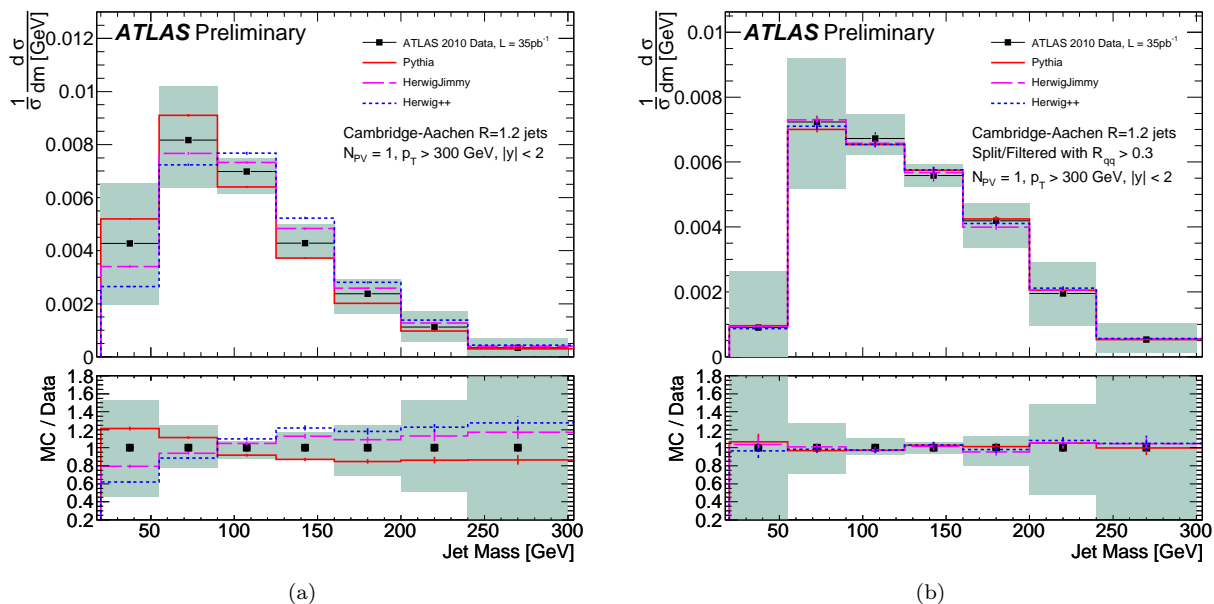 ATLAS Preliminary
ATLAS 2010 Data, L = 35pb⁻¹
Pythia
HerwigJimmy
Herwig++
Cambridge-Aachen R=1.2 jets
N_PV = 1, p_T > 300 GeV, |y| < 2
1/σ dσ/dm [GeV]
0.012
0.01
0.008
0.006
0.004
0.002
0
MC / Data
1.8
1.6
1.4
1.2
1
0.8
0.6
0.4
0.2
50 100 150 200 250 300
Jet Mass [GeV]
(a)
ATLAS Preliminary
ATLAS 2010 Data, L = 35pb⁻¹
Pythia
HerwigJimmy
Herwig++
Cambridge-Aachen R=1.2 jets
Split/Filtered with R_qq > 0.3
N_PV = 1, p_T > 300 GeV, |y| < 2
1/σ dσ/dm [GeV]
0.01
0.008
0.006
0.004
0.002
0
MC / Data
1.8
1.6
1.4
1.2
1
0.8
0.6
0.4
0.2
50 100 150 200 250 300
Jet Mass [GeV]
(b)